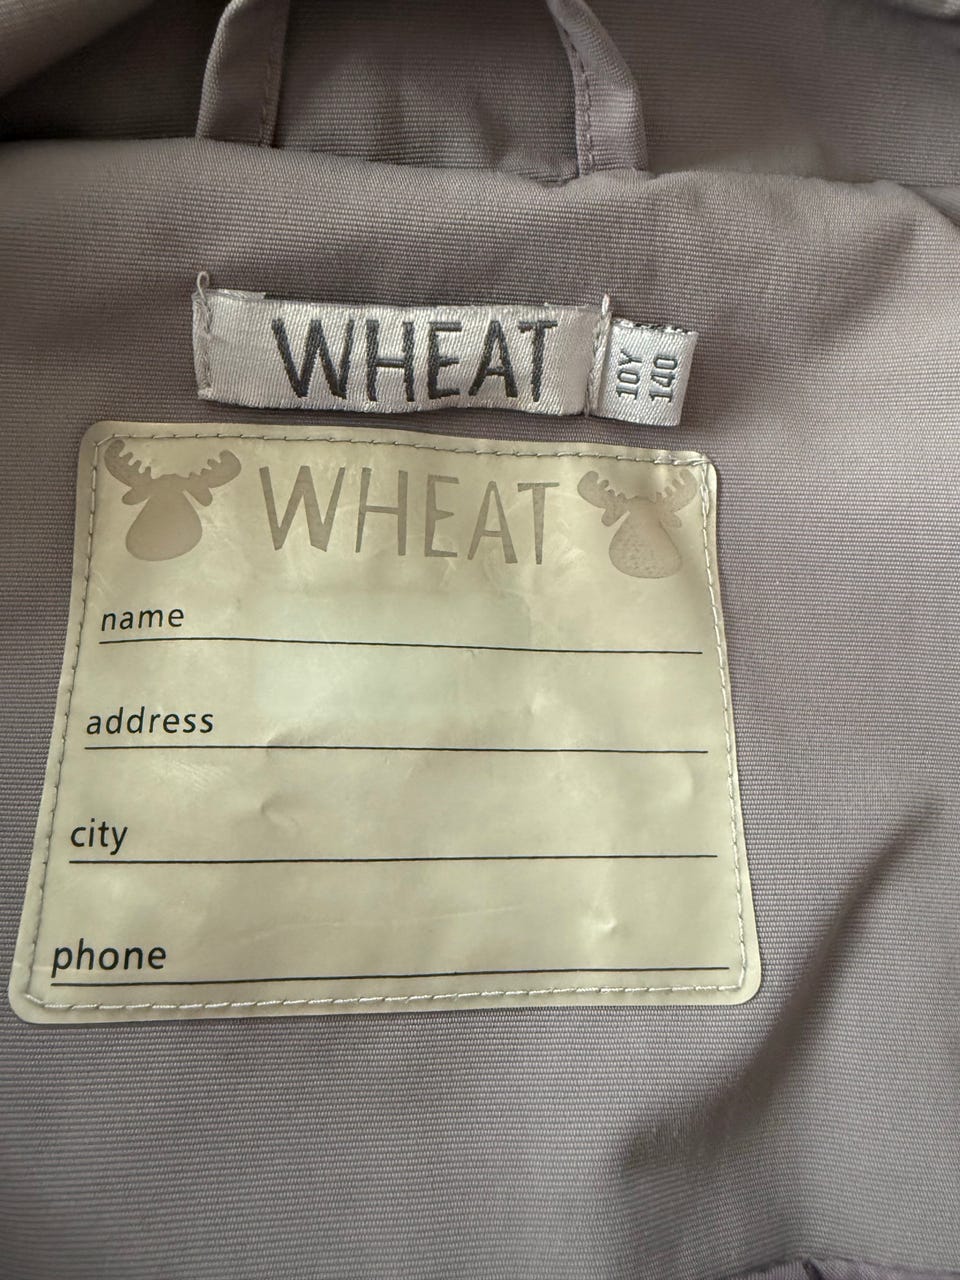 WHEAT
10Y
140
WHEAT
name
address
city
phone